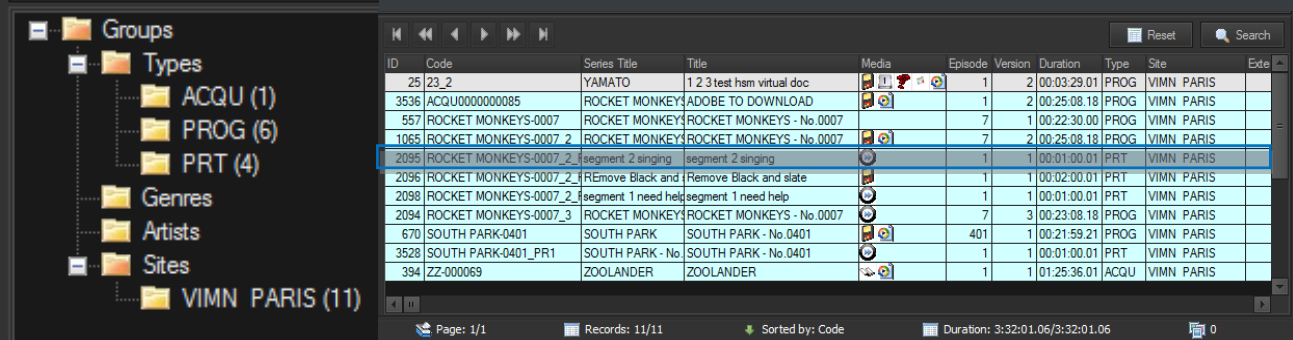 Groups
Types
ACQU (1)
PROG (6)
PRT (4)
Genres
Artists
Sites
VIMN PARIS (11)
Reset Search
ID Code Series Title Title Media Episode Version Duration Type Site Exte
25 23_2 YAMATO 1 2 3 test hsm virtual doc 1 2 00:03:29.01 PROG VIMN PARIS
3536 ACQU0000000085 ROCKET MONKEYS ADOBE TO DOWNLOAD 1 2 00:25:08.18 PROG VIMN PARIS
557 ROCKET MONKEYS-0007 ROCKET MONKEYS ROCKET MONKEYS - No.0007 7 1 00:22:30.00 PROG VIMN PARIS
1065 ROCKET MONKEYS-0007_2 ROCKET MONKEYS ROCKET MONKEYS - No.0007 7 2 00:25:08.18 PROG VIMN PARIS
2095 ROCKET MONKEYS-0007_2_F segment 2 singing segment 2 singing 1 1 00:01:00.01 PRT VIMN PARIS
2096 ROCKET MONKEYS-0007_2_F REmove Black and s Remove Black and slate 1 1 00:02:00.01 PRT VIMN PARIS
2098 ROCKET MONKEYS-0007_2_F segment 1 need help segment 1 need help 1 1 00:01:00.01 PRT VIMN PARIS
2094 ROCKET MONKEYS-0007_3 ROCKET MONKEYS ROCKET MONKEYS - No.0007 7 3 00:23:08.18 PROG VIMN PARIS
670 SOUTH PARK-0401 SOUTH PARK SOUTH PARK - No.0401 401 1 00:21:59.21 PROG VIMN PARIS
3528 SOUTH PARK-0401_PR1 SOUTH PARK - No. SOUTH PARK - No.0401 1 1 00:01:00.01 PRT VIMN PARIS
394 ZZ-000069 ZOOLANDER ZOOLANDER 1 1 01:25:36.01 ACQU VIMN PARIS
Page: 1/1 Records: 11/11 Sorted by: Code Duration: 3:32:01.06/3:32:01.06 0